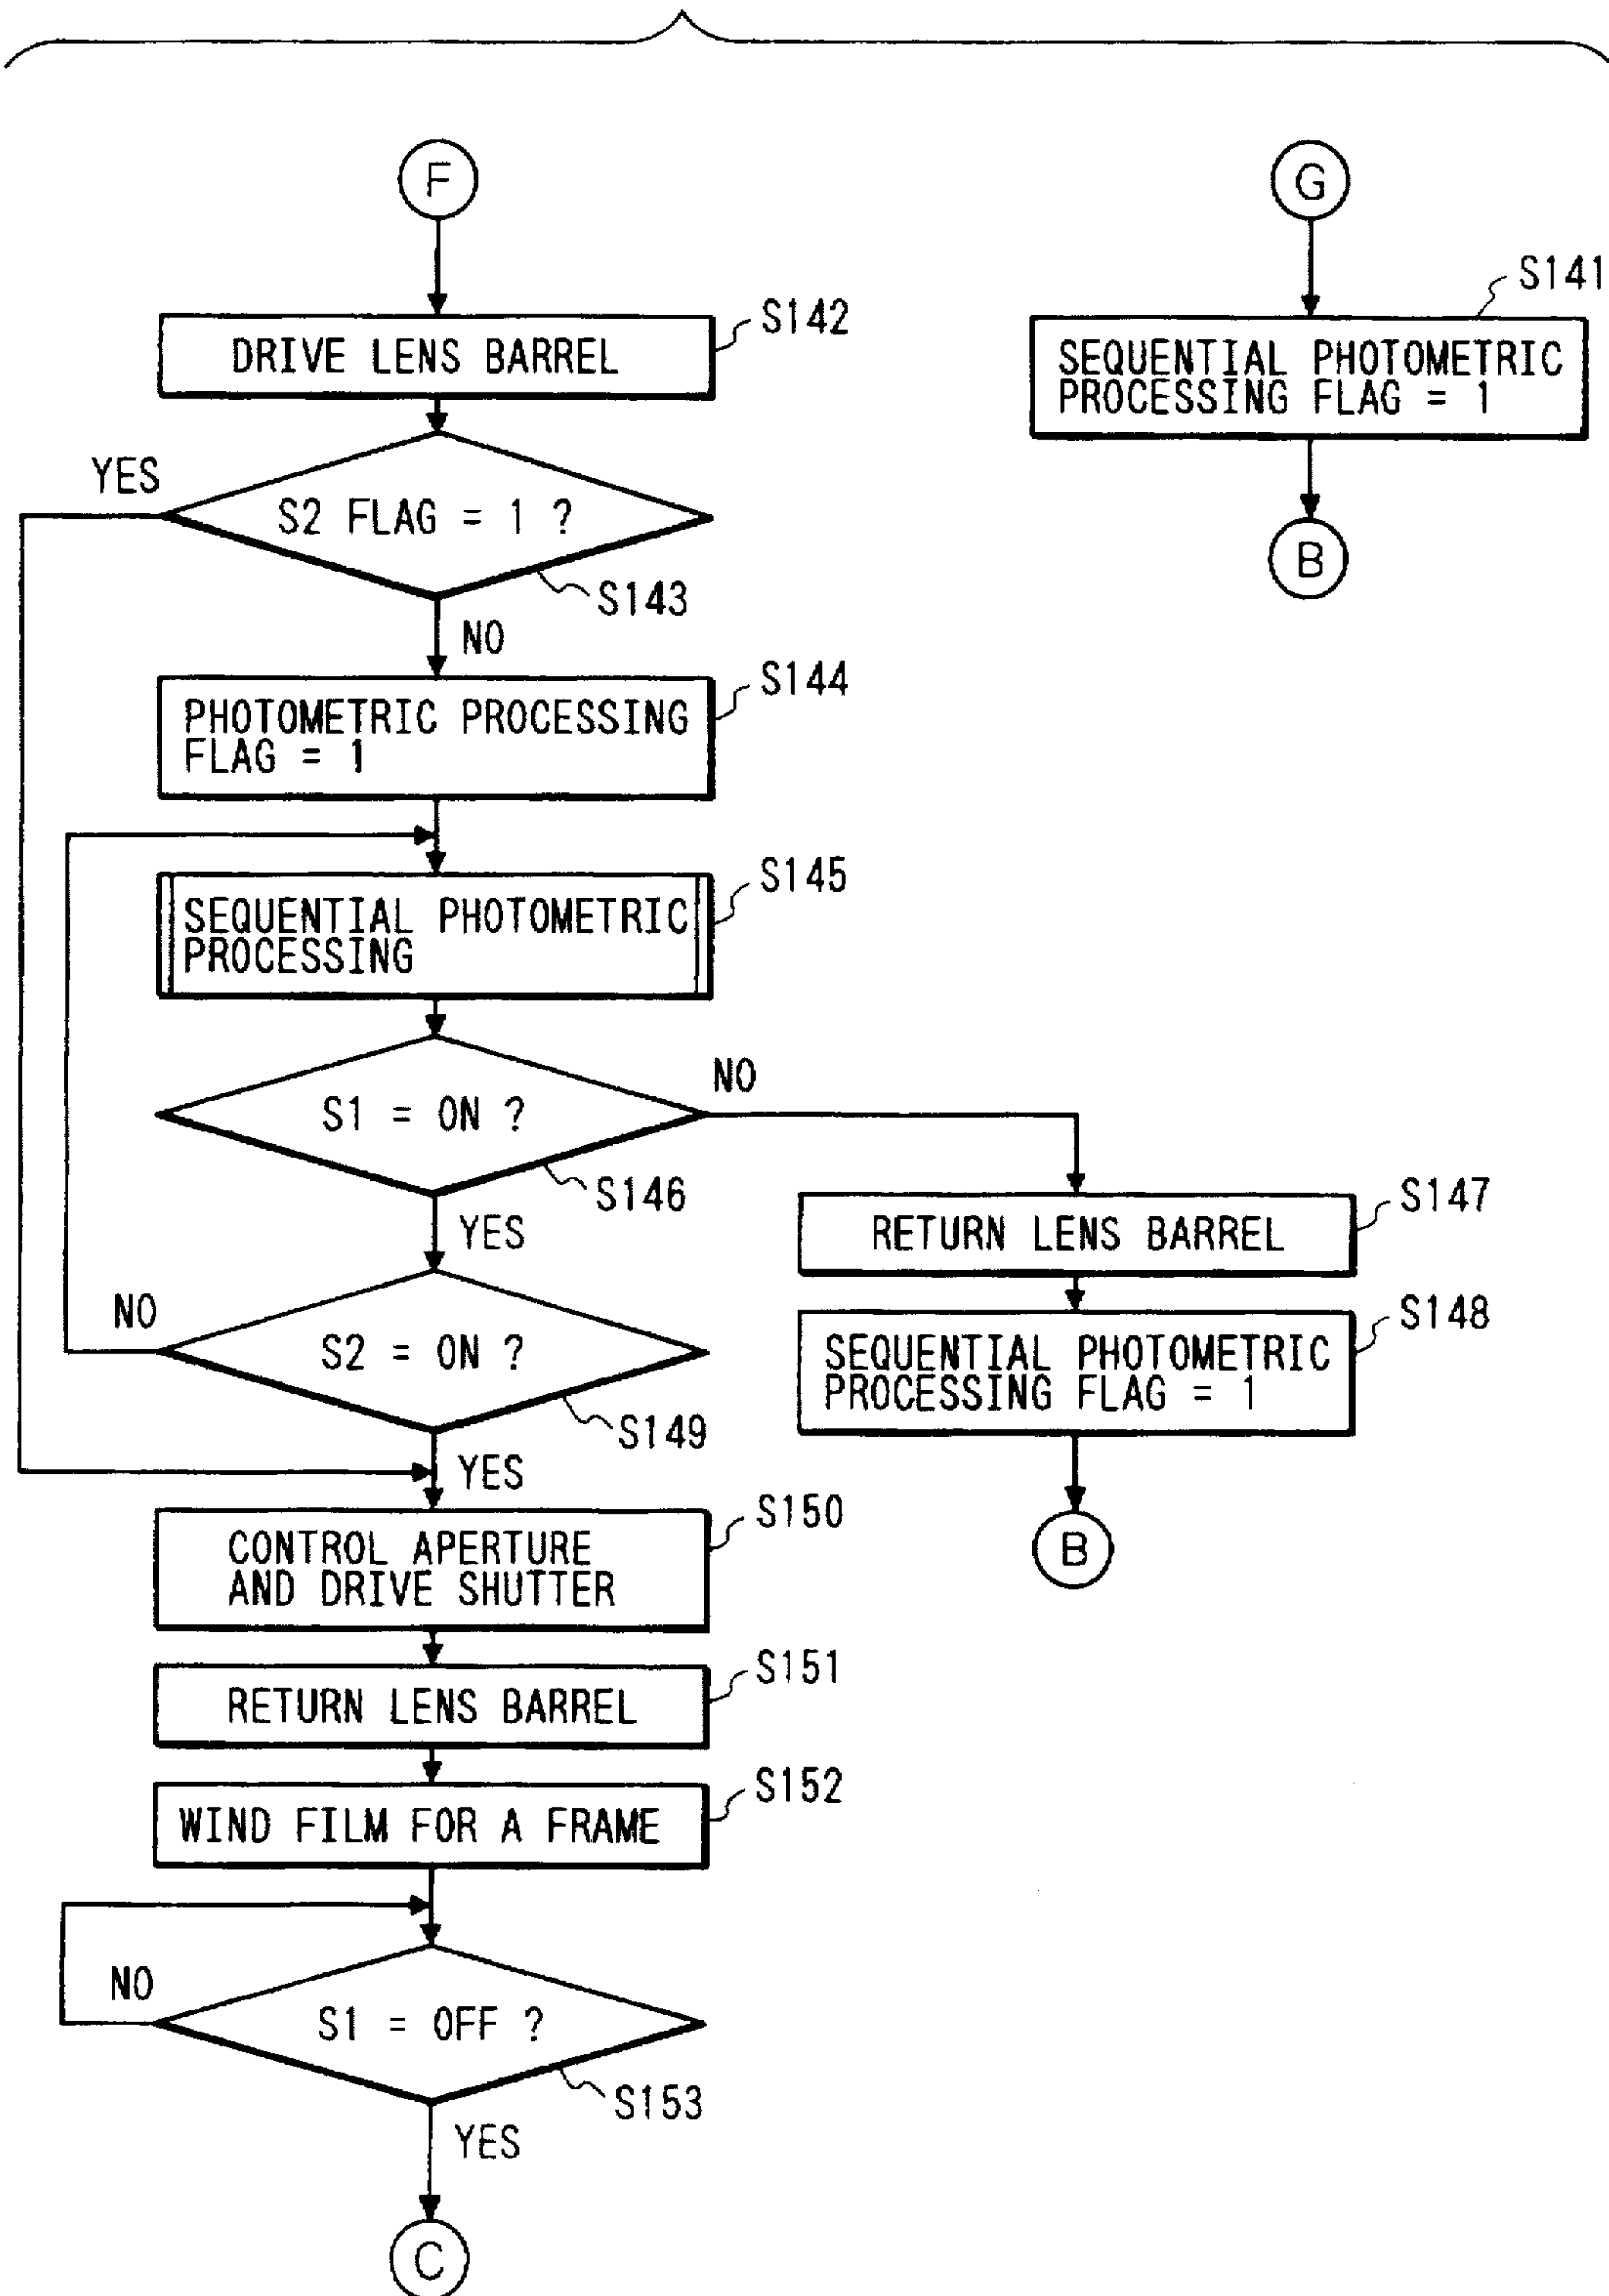 F
S142
DRIVE LENS BARREL
YES
S2 FLAG = 1 ?
S143
NO
S144
PHOTOMETRIC PROCESSING
FLAG = 1
S145
SEQUENTIAL PHOTOMETRIC
PROCESSING
S1 = ON ?
NO
S146
YES
NO
S2 = ON ?
S149
YES
S150
CONTROL APERTURE
AND DRIVE SHUTTER
S151
RETURN LENS BARREL
S152
WIND FILM FOR A FRAME
NO
S1 = OFF ?
S153
YES
C
G
S141
SEQUENTIAL PHOTOMETRIC
PROCESSING FLAG = 1
B
S147
RETURN LENS BARREL
S148
SEQUENTIAL PHOTOMETRIC
PROCESSING FLAG = 1
B